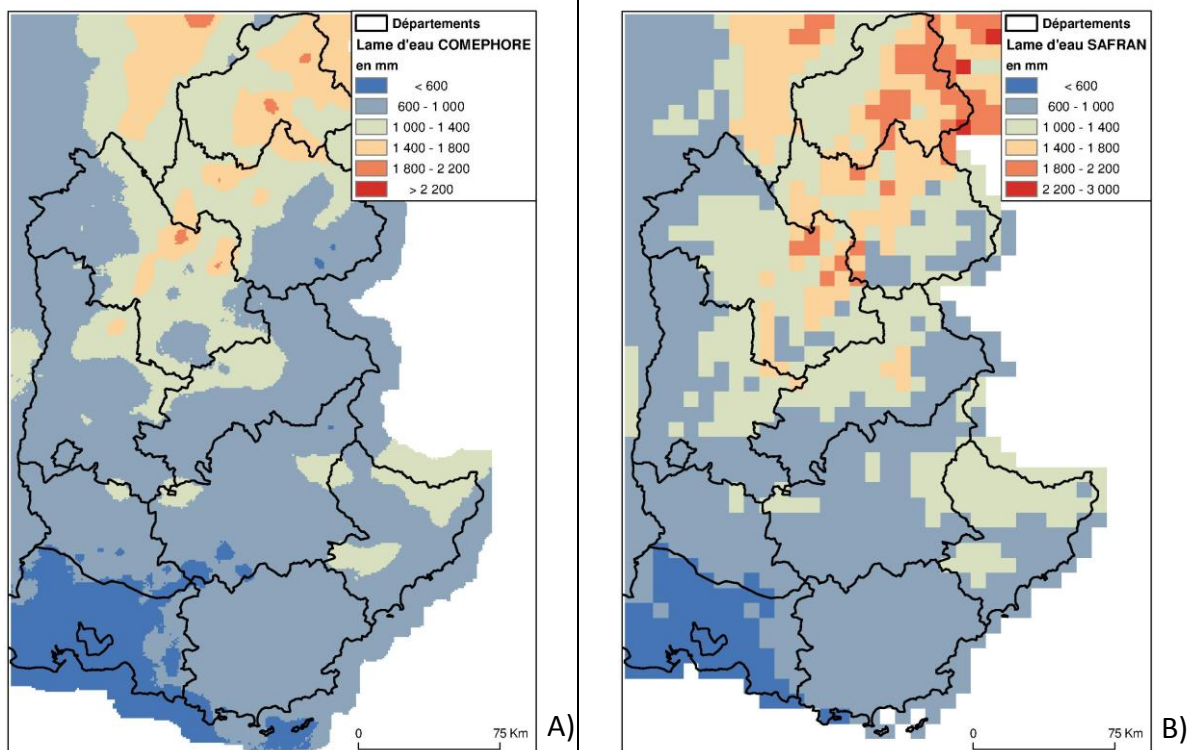 Départements
Lame d'eau COMEPHORE
en mm
< 600
600 - 1 000
1 000 - 1 400
1 400 - 1 800
1 800 - 2 200
> 2 200
0
75 Km
A)
Départements
Lame d'eau SAFRAN
en mm
< 600
600 - 1 000
1 000 - 1 400
1 400 - 1 800
1 800 - 2 200
2 200 - 3 000
0
75 Km
B)